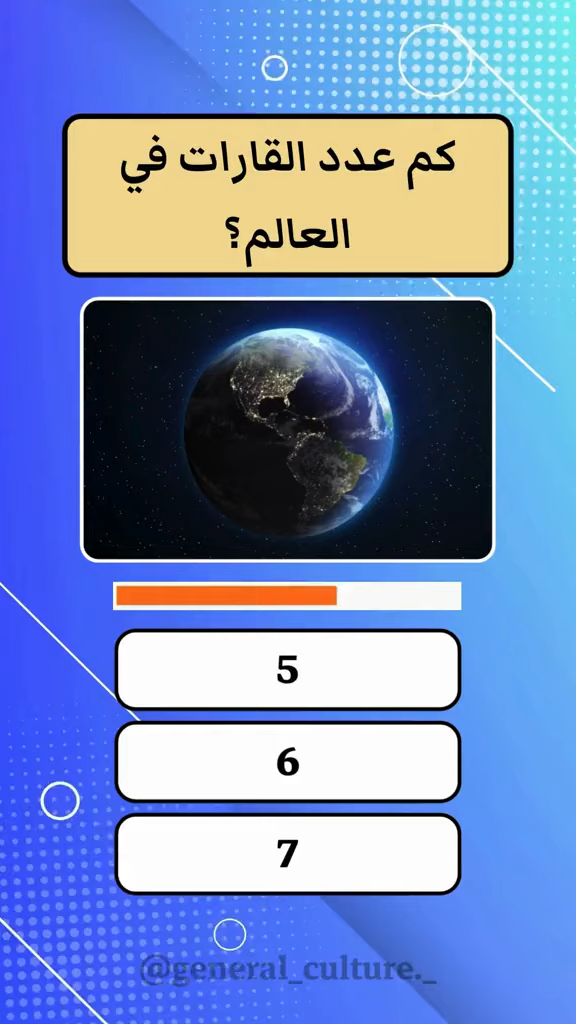 كم عدد القارات في
العالم؟
5
6
7
@general_culture._